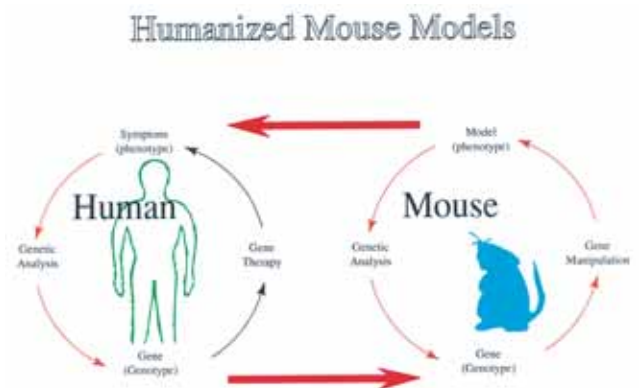 Humanized Mouse Models
Symptom
(phenotype)
Human
Genetic
Analysis
Gene
Therapy
Gene
(Genotype)
Model
(phenotype)
Mouse
Genetic
Analysis
Gene
Manipulation
Gene
(Genotype)